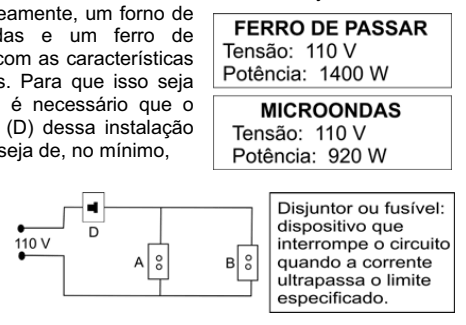 eamente, um forno de
das e um ferro de
com as características
s. Para que isso seja
é necessário que o
(D) dessa instalação
seja de, no mínimo,
FERRO DE PASSAR
Tensão: 110 V
Potência: 1400 W
MICROONDAS
Tensão: 110 V
Potência: 920 W
D
110 V
A
B
Disjuntor ou fusível:
dispositivo que
interrompe o circuito
quando a corrente
ultrapassa o limite
especificado.